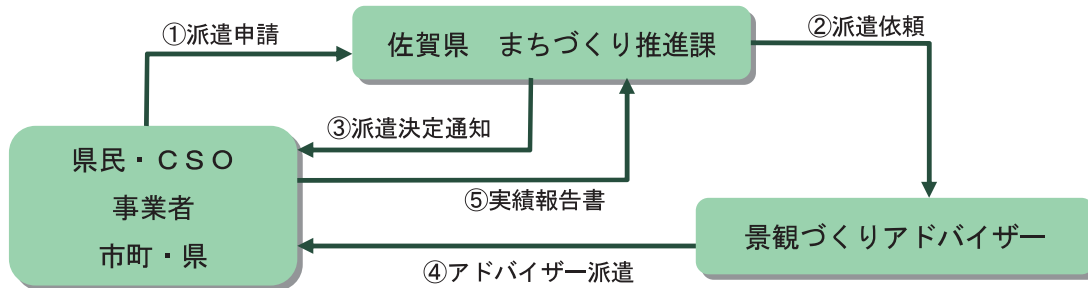 ①派遣申請
佐賀県　まちづくり推進課
②派遣依頼
③派遣決定通知
県民・ＣＳＯ
事業者
市町・県
⑤実績報告書
景観づくりアドバイザー
④アドバイザー派遣